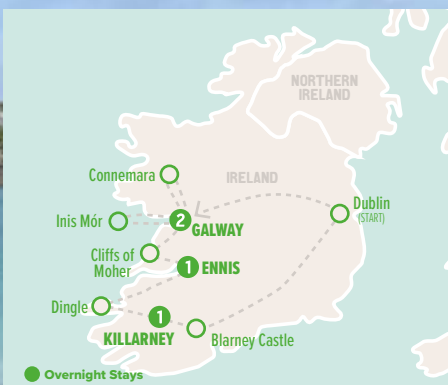 NORTHERN
IRELAND
Connemara
IRELAND
Inis Mór
2
GALWAY
Dublin
(START)
Cliffs of
Moher
1 ENNIS
Dingle
1
KILLARNEY
Blarney Castle
Overnight Stays